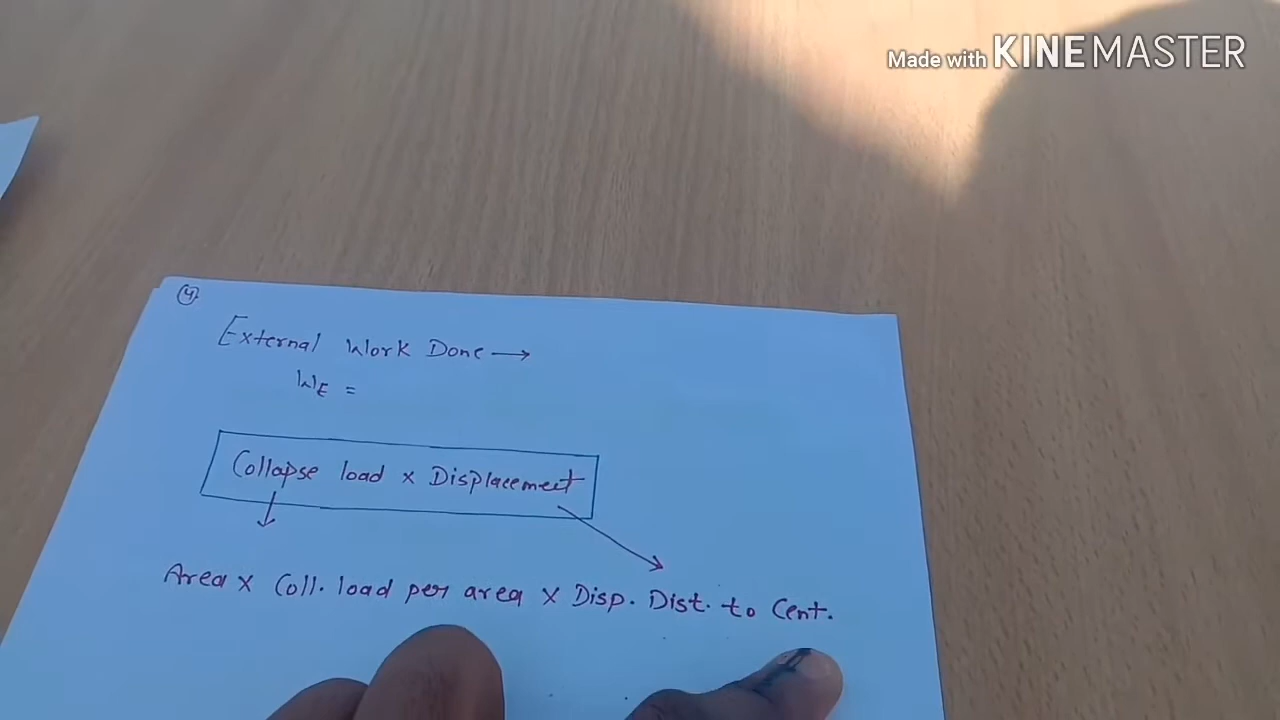 Made with KINEMASTER
4
External Work Done →
WE =
Collapse load × Displacement
Area × Coll. load per area × Disp. Dist. to Cent.